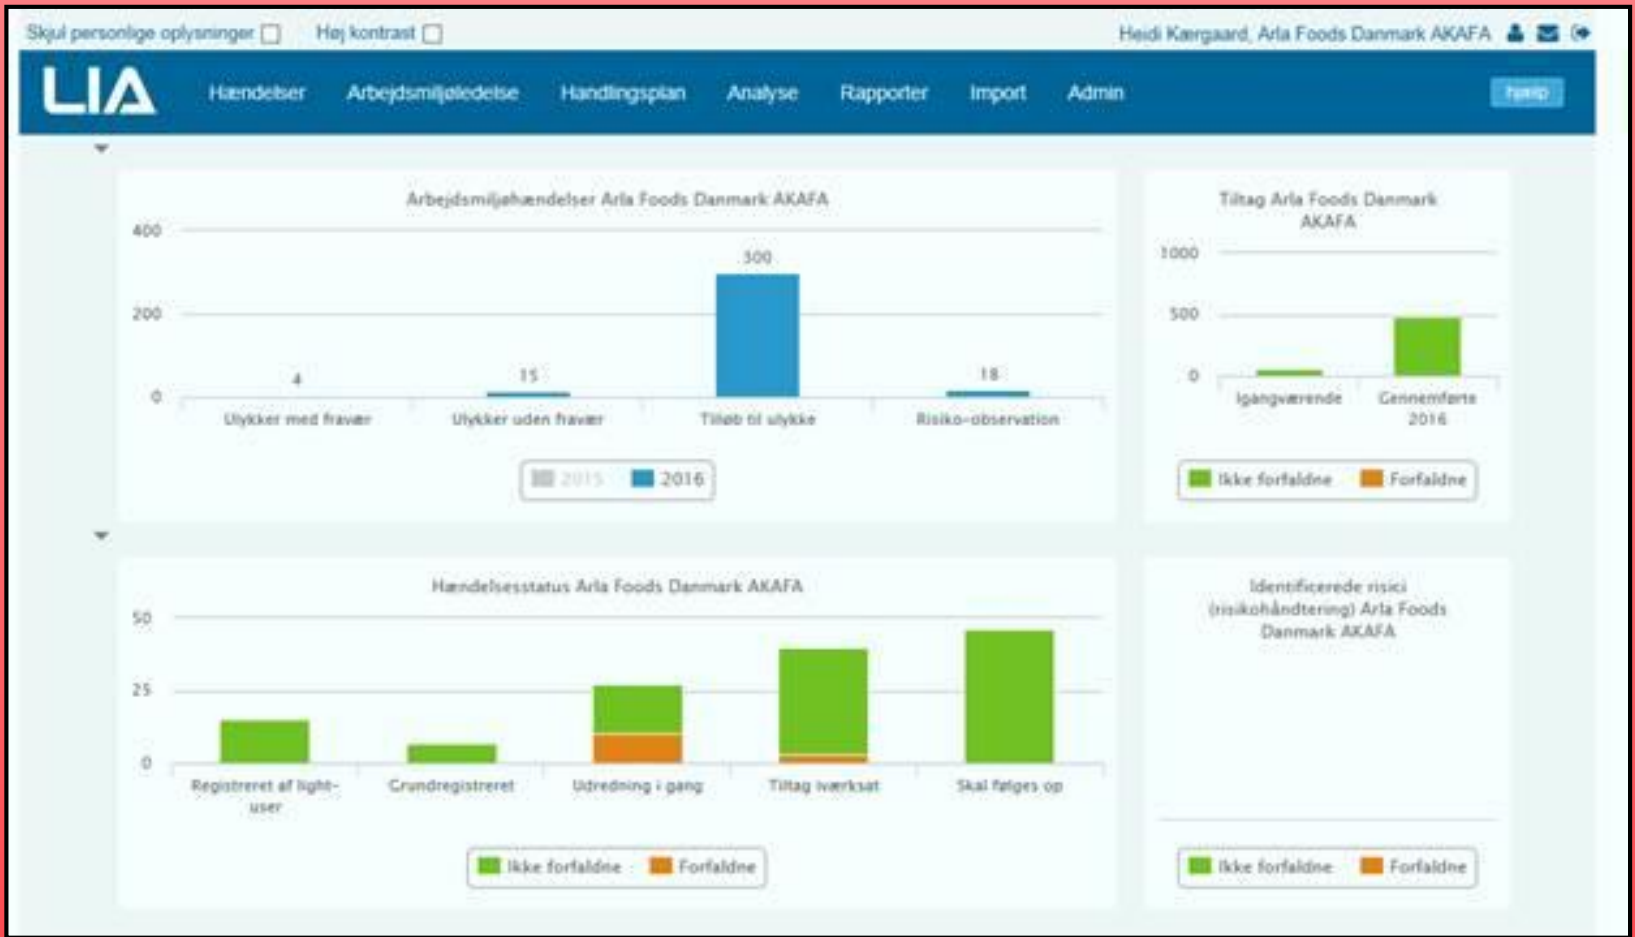 Skjul personlige oplysninger
Høj kontrast
Heidi Kærgaard, Arla Foods Danmark AKAFA
LIA
Hændelser
Arbejdsmiljøledelse
Handlingsplan
Analyse
Rapporter
Import
Admin
hjælp
Arbejdsmiljøhændelser Arla Foods Danmark AKAFA
400
200
0
4
15
300
18
Ulykker med fravær
Ulykker uden fravær
Tilløb til ulykke
Risiko-observation
2015
2016
Tiltag Arla Foods Danmark
AKAFA
1000
500
0
Igangværende
Gennemførte
2016
Ikke forfaldne
Forfaldne
Hændelsesstatus Arla Foods Danmark AKAFA
50
25
0
Registreret af light-
user
Grundregistreret
Udredning i gang
Tiltag iværksat
Skal følges op
Ikke forfaldne
Forfaldne
Identificerede risici
(risikohåndtering) Arla Foods
Danmark AKAFA
Ikke forfaldne
Forfaldne